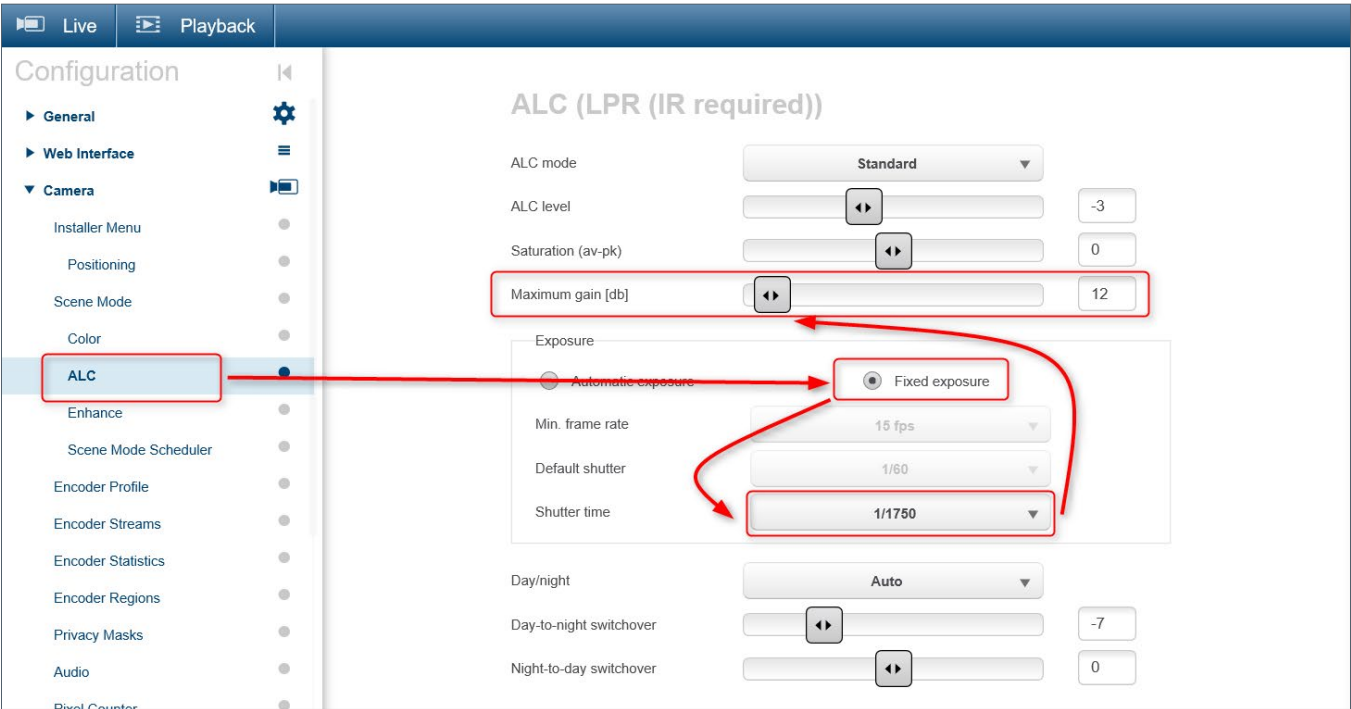 Live Playback
Configuration
General
Web Interface
Camera
Installer Menu
Positioning
Scene Mode
Color
ALC
Enhance
Scene Mode Scheduler
Encoder Profile
Encoder Streams
Encoder Statistics
Encoder Regions
Privacy Masks
Audio
Pixel Counter
ALC (LPR (IR required))
ALC mode Standard
ALC level -3
Saturation (av-pk) 0
Maximum gain [db] 12
Exposure
Automatic exposure Fixed exposure
Min. frame rate 15 fps
Default shutter 1/60
Shutter time 1/1750
Day/night Auto
Day-to-night switchover -7
Night-to-day switchover 0